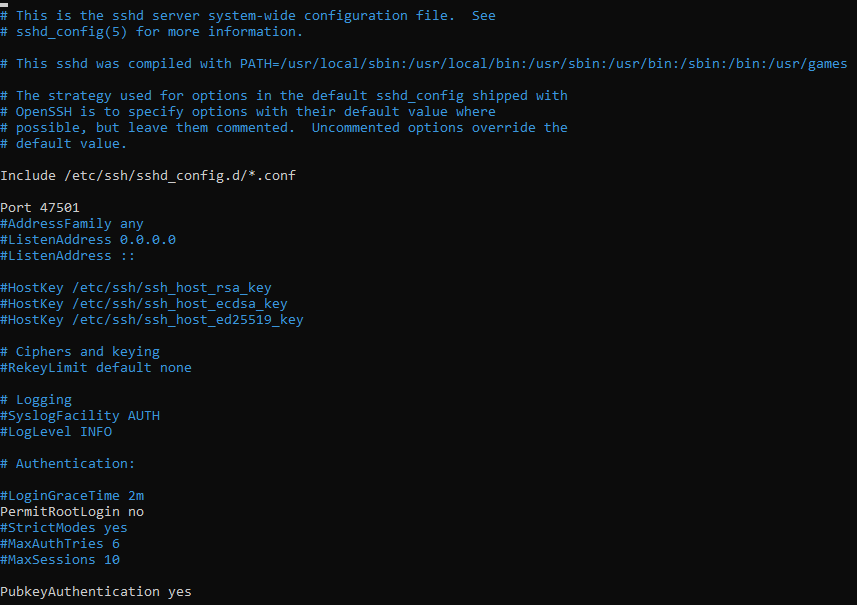 # This is the sshd server system-wide configuration file.  See
# sshd_config(5) for more information.

# This sshd was compiled with PATH=/usr/local/sbin:/usr/local/bin:/usr/sbin:/usr/bin:/sbin:/bin:/usr/games

# The strategy used for options in the default sshd_config shipped with
# OpenSSH is to specify options with their default value where
# possible, but leave them commented.  Uncommented options override the
# default value.

Include /etc/ssh/sshd_config.d/*.conf

Port 47501
#AddressFamily any
#ListenAddress 0.0.0.0
#ListenAddress ::

#HostKey /etc/ssh/ssh_host_rsa_key
#HostKey /etc/ssh/ssh_host_ecdsa_key
#HostKey /etc/ssh/ssh_host_ed25519_key

# Ciphers and keying
#RekeyLimit default none

# Logging
#SyslogFacility AUTH
#LogLevel INFO

# Authentication:

#LoginGraceTime 2m
PermitRootLogin no
#StrictModes yes
#MaxAuthTries 6
#MaxSessions 10

PubkeyAuthentication yes